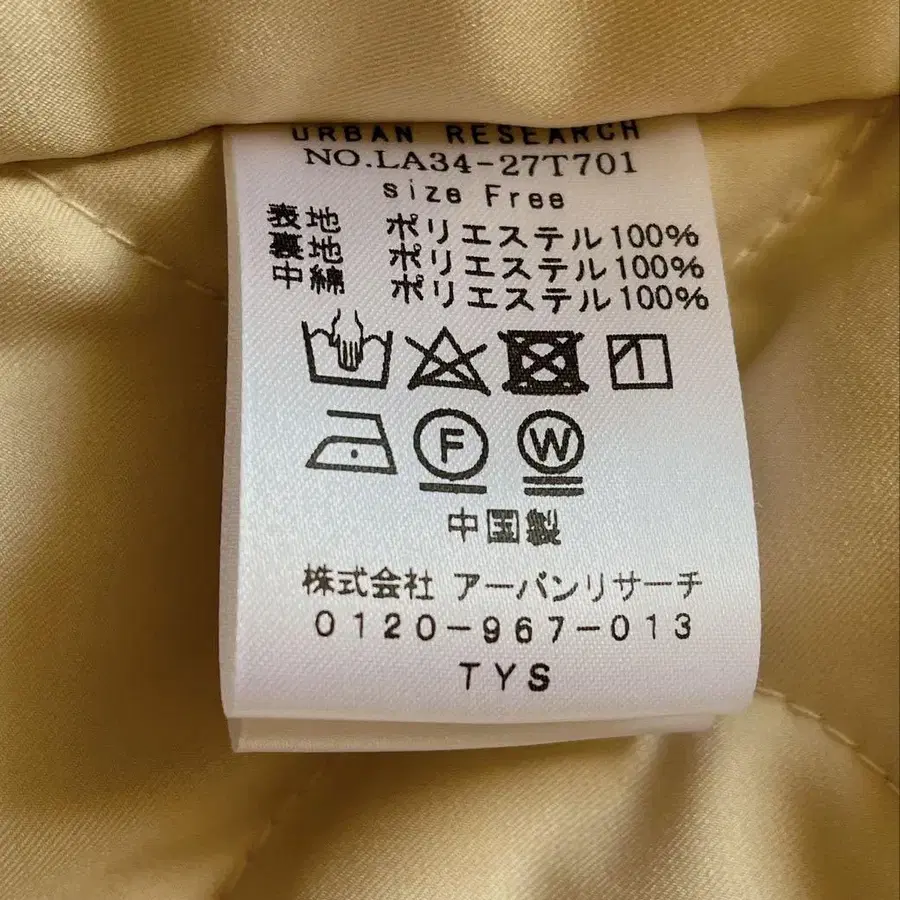 URBAN RESEARCH
NO.LA34-27T701
size Free
表地 ポリエステル100%
裏地 ポリエステル100%
中綿 ポリエステル100%
F W
中国製
株式会社 アーバンリサーチ
0120-967-013
TYS